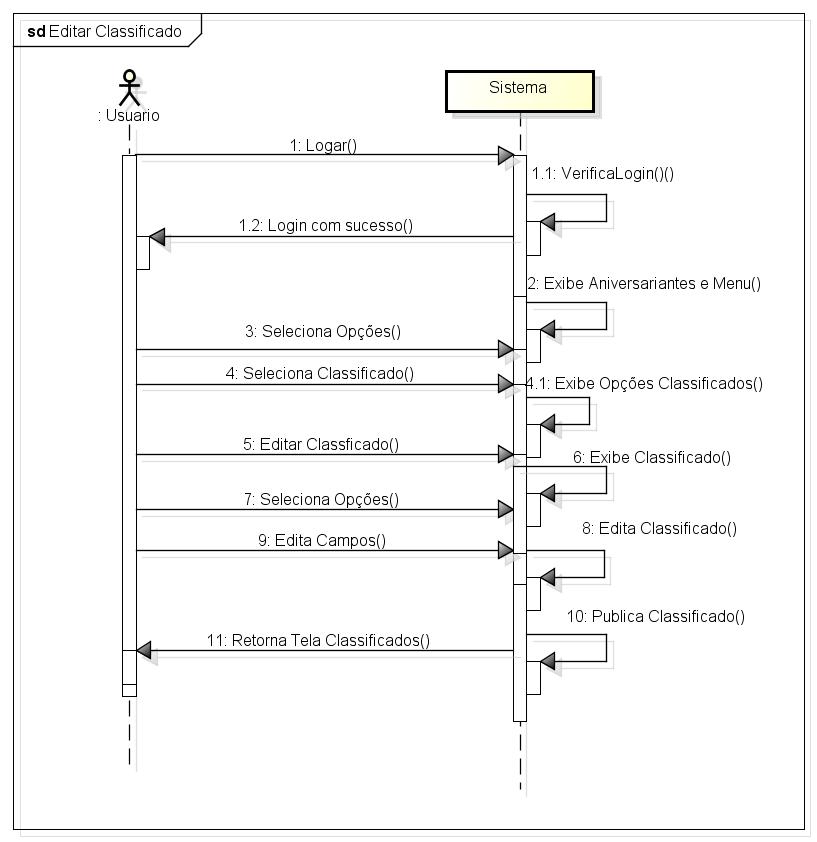 sd Editar Classificado
: Usuario
Sistema
1: Logar()
1.1: VerificaLogin()()
1.2: Login com sucesso()
2: Exibe Aniversariantes e Menu()
3: Seleciona Opções()
4: Seleciona Classificado()
4.1: Exibe Opções Classificados()
5: Editar Classficado()
6: Exibe Classificado()
7: Seleciona Opções()
8: Edita Classificado()
9: Edita Campos()
10: Publica Classificado()
11: Retorna Tela Classificados()